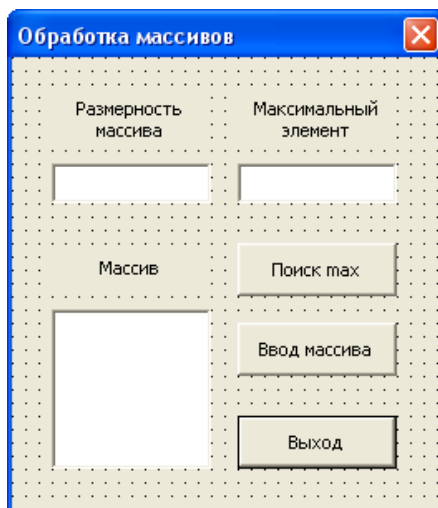 Обработка массивов
Размерность
массива
Максимальный
элемент
Массив
Поиск max
Ввод массива
Выход